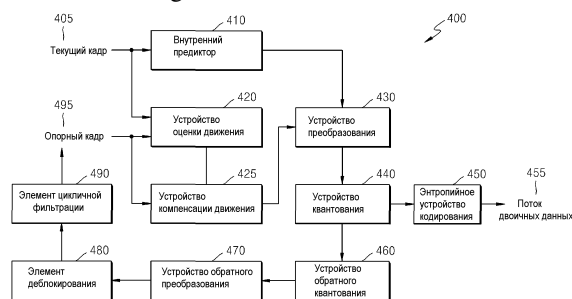 405
Текущий кадр
410
Внутренний
предиктор
400
495
Опорный кадр
420
Устройство
оценки движения
430
Устройство
преобразования
490
Элемент цикличной
фильтрации
425
Устройство
компенсации движения
440
Устройство
квантования
450
Энтропийное
устройство
кодирования
455
Поток
двоичных данных
480
Элемент
деблокирования
470
Устройство обратного
преобразования
460
Устройство
обратного
квантования